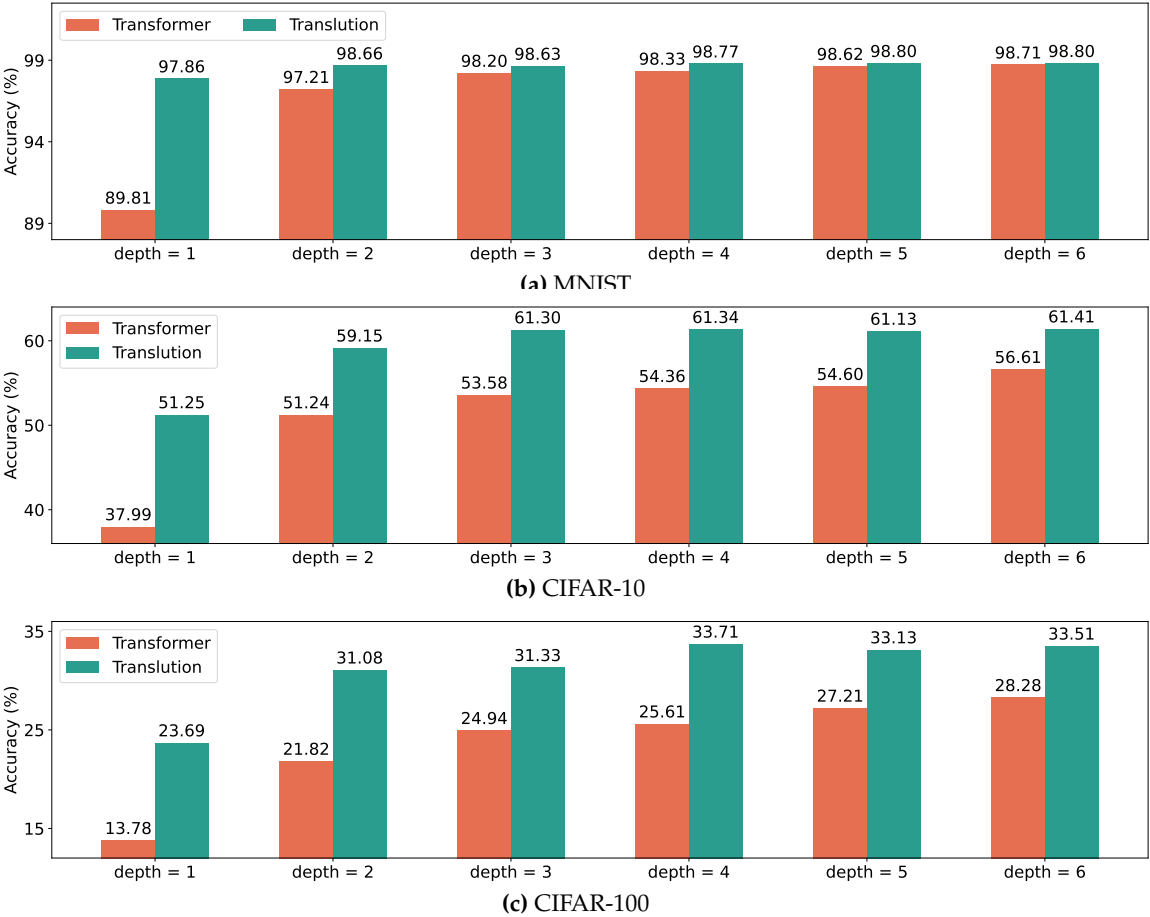 Transformer Translution
Accuracy (%)
99
94
89
89.81 97.86 97.21 98.66 98.20 98.63 98.33 98.77 98.62 98.80 98.71 98.80
depth = 1 depth = 2 depth = 3 depth = 4 depth = 5 depth = 6
(a) MNIST
Transformer
Translution
Accuracy (%)
60
50
40
37.99 51.25 51.24 59.15 53.58 61.30 54.36 61.34 54.60 61.13 56.61 61.41
depth = 1 depth = 2 depth = 3 depth = 4 depth = 5 depth = 6
(b) CIFAR-10
Transformer
Translution
Accuracy (%)
35
25
15
13.78 23.69 21.82 31.08 24.94 31.33 25.61 33.71 27.21 33.13 28.28 33.51
depth = 1 depth = 2 depth = 3 depth = 4 depth = 5 depth = 6
(c) CIFAR-100